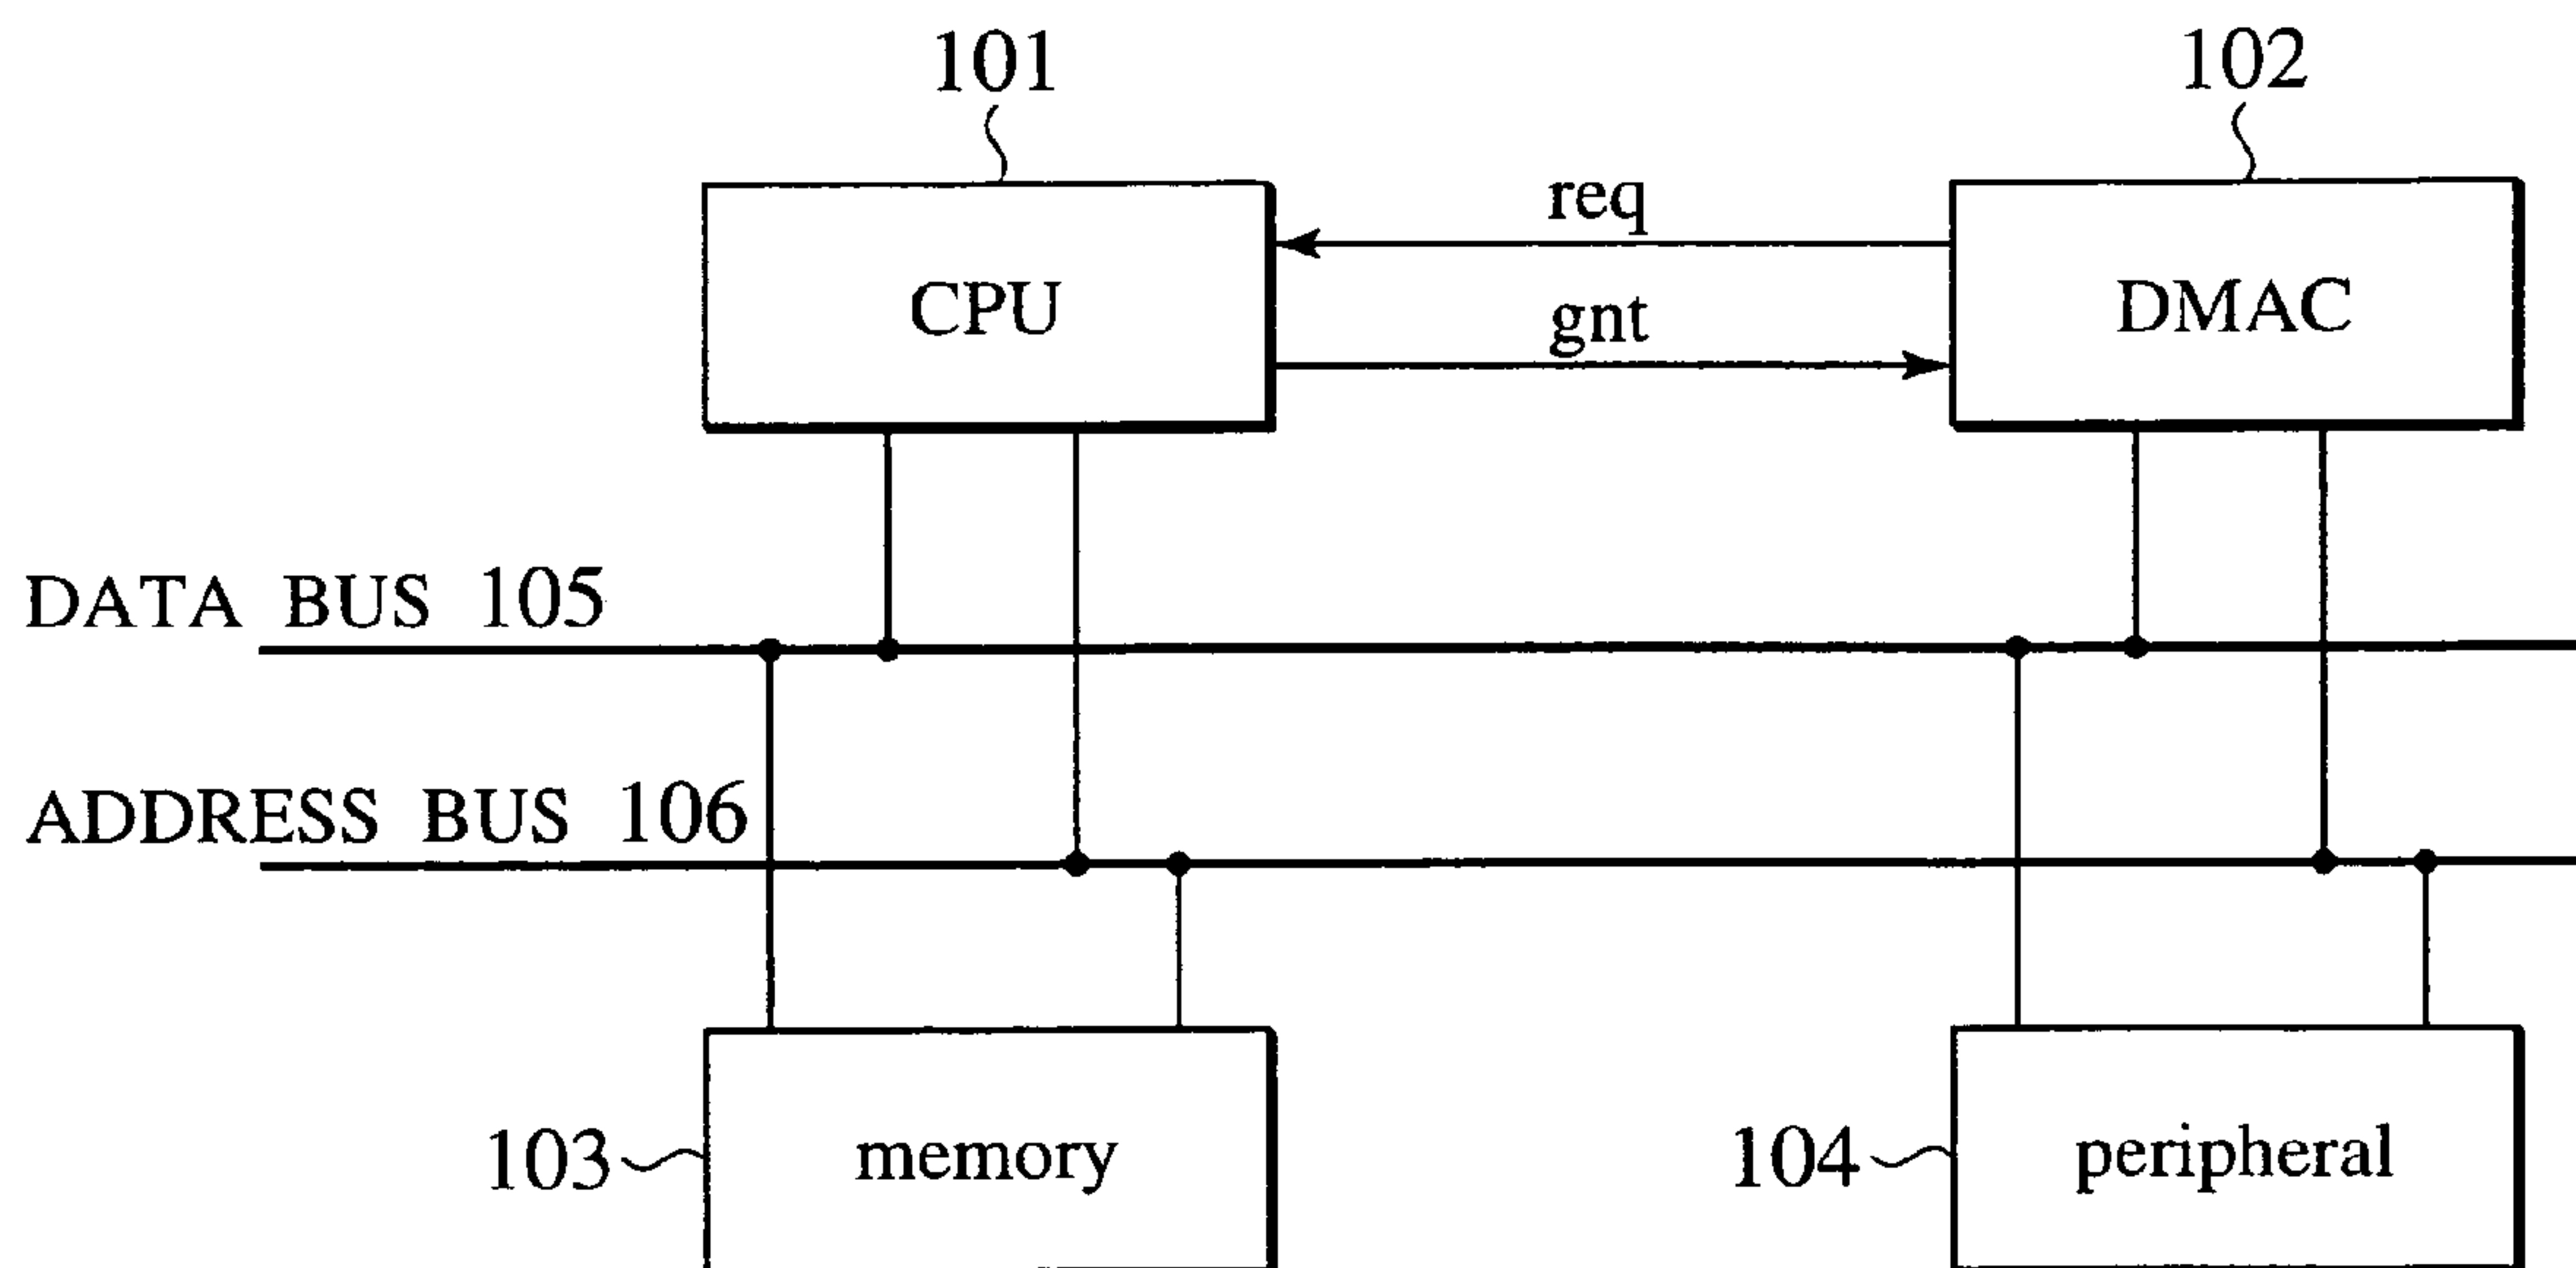 101
102
req
CPU
DMAC
gnt
DATA BUS 105
ADDRESS BUS 106
103
memory
104
peripheral